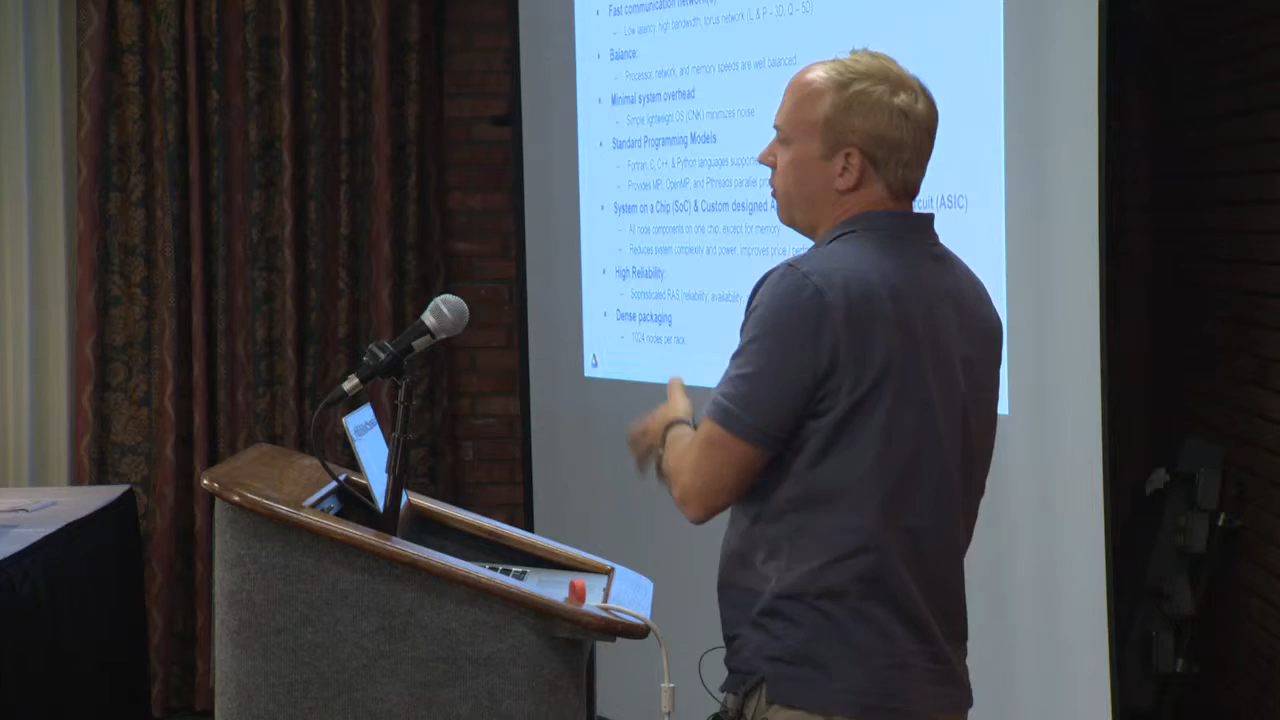 Fast communication network(s)
– Low latency, high bandwidth, torus network (L & P – 3D, Q – 5D)
• Balance:
– Processor, network, and memory speeds are well balanced
• Minimal system overhead
– Simple lightweight OS (CNK) minimizes noise
• Standard Programming Models
– Fortran, C, C++, & Python languages
– Provides MPI, OpenMP, and Pthreads parallel
• System on a Chip (SoC) & Custom designed (ASIC)
– All node components on one chip, except for memory
– Reduces system complexity and power, improves price /
• High Reliability:
– Sophisticated RAS (reliability, availability,
• Dense packaging
– 1024 nodes per rack